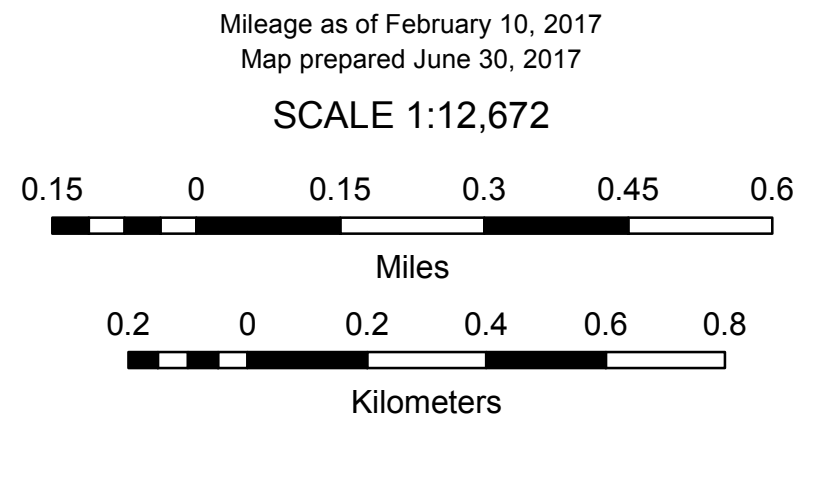 Mileage as of February 10, 2017
Map prepared June 30, 2017
SCALE 1:12,672
0.15 0 0.15 0.3 0.45 0.6
Miles
0.2 0 0.2 0.4 0.6 0.8
Kilometers